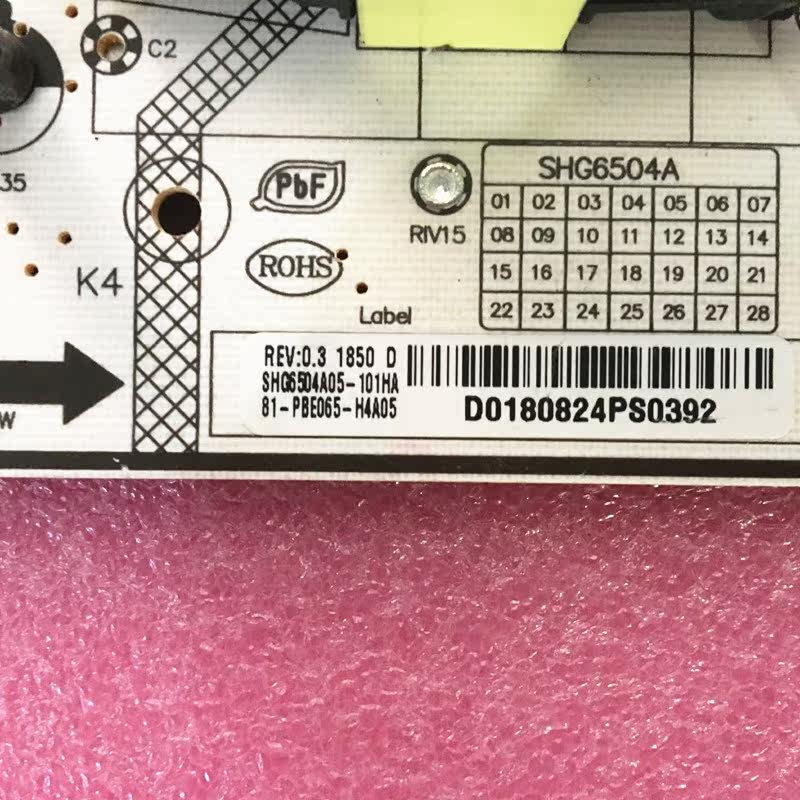 C2
35
PbF
SHG6504A
01 02 03 04 05 06 07
RIV15
08 09 10 11 12 13 14
ROHS
15 16 17 18 19 20 21
K4
22 23 24 25 26 27 28
Label
REV:0.3 1850 D
SHG6504A05-101HA
81-PBE065-H4A05
D0180824PS0392
W